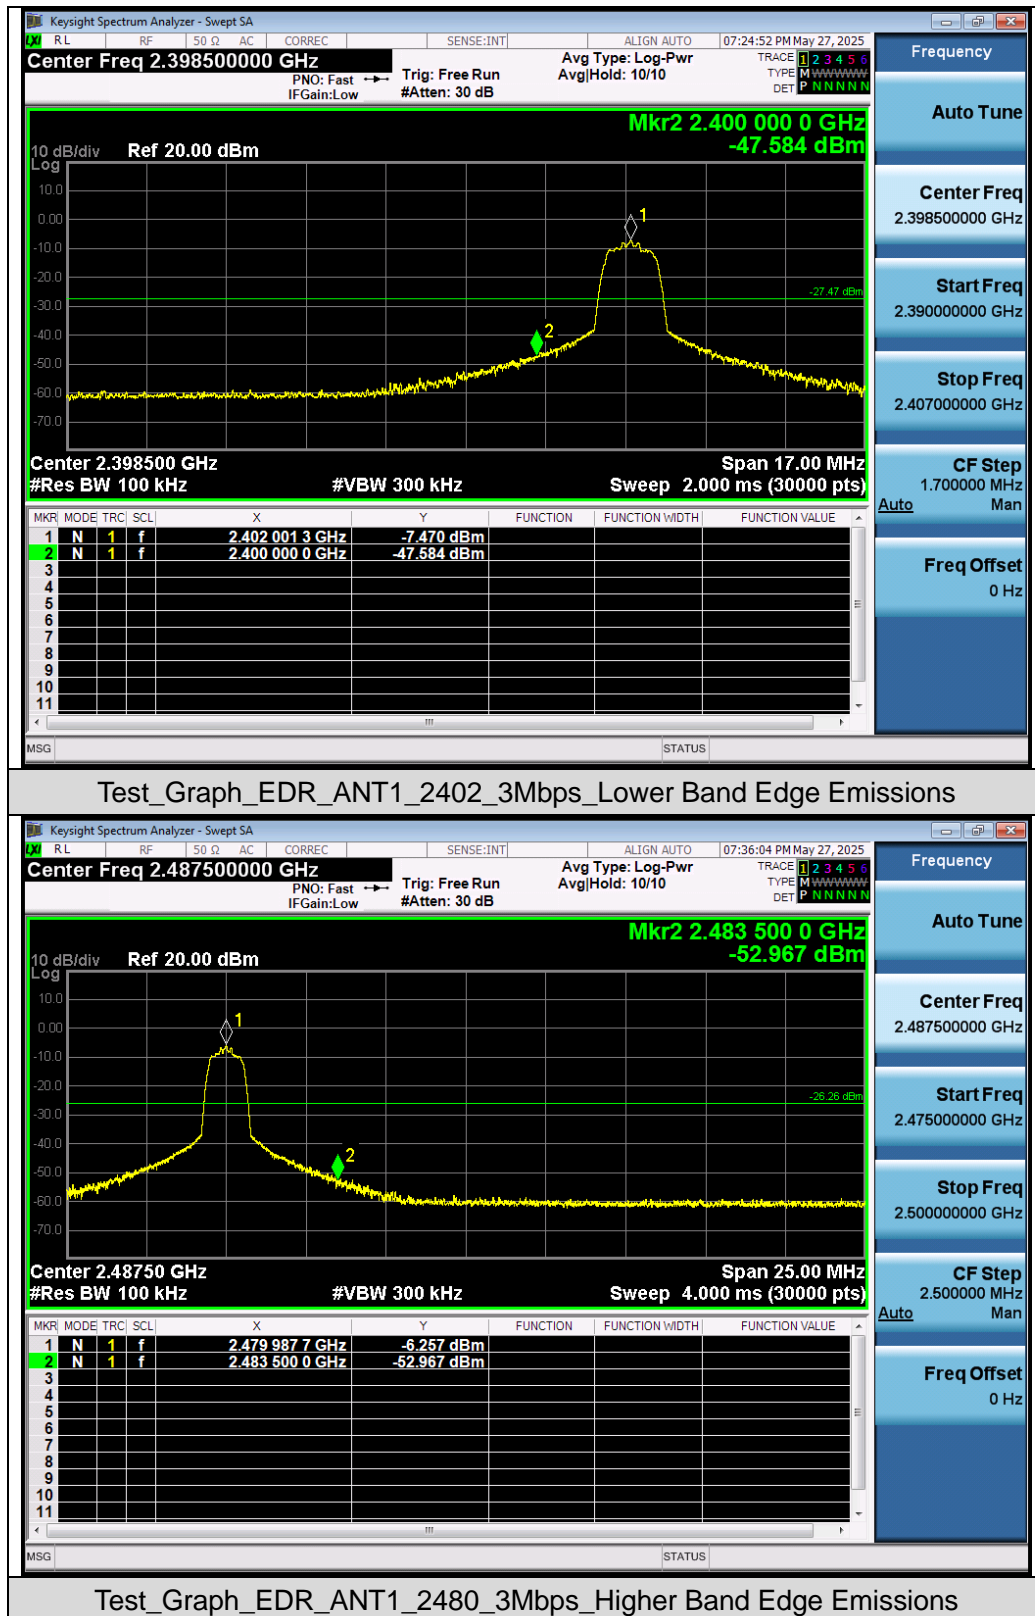 Keysight Spectrum Analyzer - Swept SA
LXI RL RF 50 Ω AC CORREC SENSE:INT ALIGN AUTO 07:24:52 PM May 27, 2025
Center Freq 2.398500000 GHz
PNO: Fast
IFGain:Low
Trig: Free Run
#Atten: 30 dB
Avg Type: Log-Pwr
Avg|Hold: 10/10
TRACE 1 2 3 4 5 6
TYPE M WWWWW
DET P N N N N N
Mkr2 2.400 000 0 GHz
-47.584 dBm
10 dB/div Ref 20.00 dBm
Log
10.0
0.00
-10.0
-20.0
-30.0
-40.0
-50.0
-60.0
-70.0
1
2
-27.47 dBm
Center 2.398500 GHz Span 17.00 MHz
#Res BW 100 kHz #VBW 300 kHz Sweep 2.000 ms (30000 pts)
MKR MODE TRC SCL X Y FUNCTION FUNCTION WIDTH FUNCTION VALUE
1 N 1 f 2.402 001 3 GHz -7.470 dBm
2 N 1 f 2.400 000 0 GHz -47.584 dBm
3
4
5
6
7
8
9
10
11
MSG STATUS
Frequency
Auto Tune
Center Freq
2.398500000 GHz
Start Freq
2.390000000 GHz
Stop Freq
2.407000000 GHz
CF Step
1.700000 MHz
Auto Man
Freq Offset
0 Hz
Test_Graph_EDR_ANT1_2402_3Mbps_Lower Band Edge Emissions
Keysight Spectrum Analyzer - Swept SA
LXI RL RF 50 Ω AC CORREC SENSE:INT ALIGN AUTO 07:36:04 PM May 27, 2025
Center Freq 2.487500000 GHz
PNO: Fast
IFGain:Low
Trig: Free Run
#Atten: 30 dB
Avg Type: Log-Pwr
Avg|Hold: 10/10
TRACE 1 2 3 4 5 6
TYPE M WWWWW
DET P N N N N N
Mkr2 2.483 500 0 GHz
-52.967 dBm
10 dB/div Ref 20.00 dBm
Log
10.0
0.00
-10.0
-20.0
-30.0
-40.0
-50.0
-60.0
-70.0
1
2
-26.26 dBm
Center 2.48750 GHz Span 25.00 MHz
#Res BW 100 kHz #VBW 300 kHz Sweep 4.000 ms (30000 pts)
MKR MODE TRC SCL X Y FUNCTION FUNCTION WIDTH FUNCTION VALUE
1 N 1 f 2.479 987 7 GHz -6.257 dBm
2 N 1 f 2.483 500 0 GHz -52.967 dBm
3
4
5
6
7
8
9
10
11
MSG STATUS
Frequency
Auto Tune
Center Freq
2.487500000 GHz
Start Freq
2.475000000 GHz
Stop Freq
2.500000000 GHz
CF Step
2.500000 MHz
Auto Man
Freq Offset
0 Hz
Test_Graph_EDR_ANT1_2480_3Mbps_Higher Band Edge Emissions